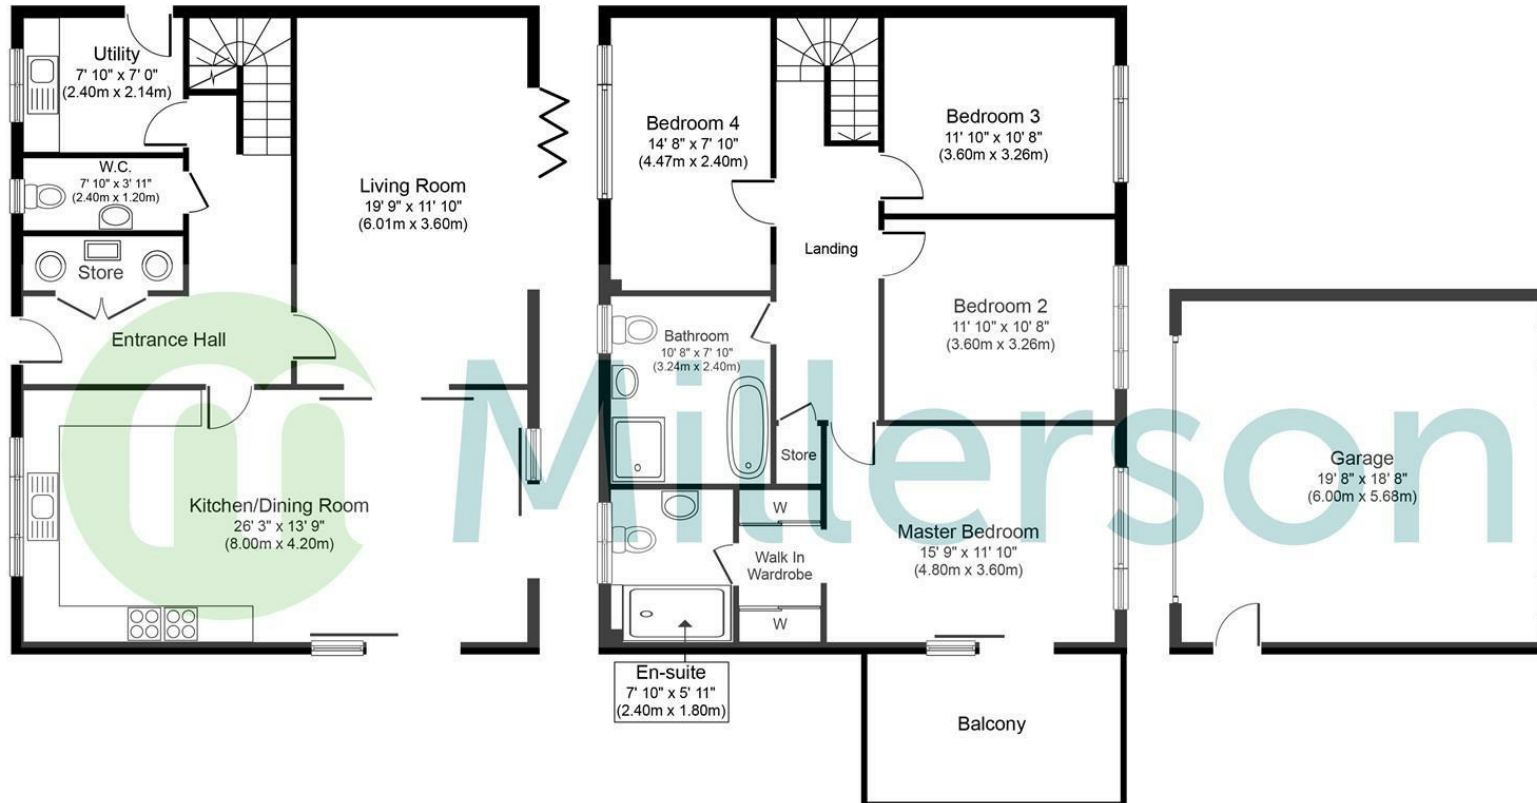 Utility
7' 10" x 7' 0"
(2.40m x 2.14m)
W.C.
7' 10" x 3' 11"
(2.40m x 1.20m)
Store
Entrance Hall
Living Room
19' 9" x 11' 10"
(6.01m x 3.60m)
Kitchen/Dining Room
26' 3" x 13' 9"
(8.00m x 4.20m)
Bedroom 4
14' 8" x 7' 10"
(4.47m x 2.40m)
Bedroom 3
11' 10" x 10' 8"
(3.60m x 3.26m)
Landing
Bedroom 2
11' 10" x 10' 8"
(3.60m x 3.26m)
Bathroom
10' 8" x 7' 10"
(3.24m x 2.40m)
Store
W
Walk In
Wardrobe
W
Master Bedroom
15' 9" x 11' 10"
(4.80m x 3.60m)
En-suite
7' 10" x 5' 11"
(2.40m x 1.80m)
Balcony
Garage
19' 8" x 18' 8"
(6.00m x 5.68m)
m Millerson